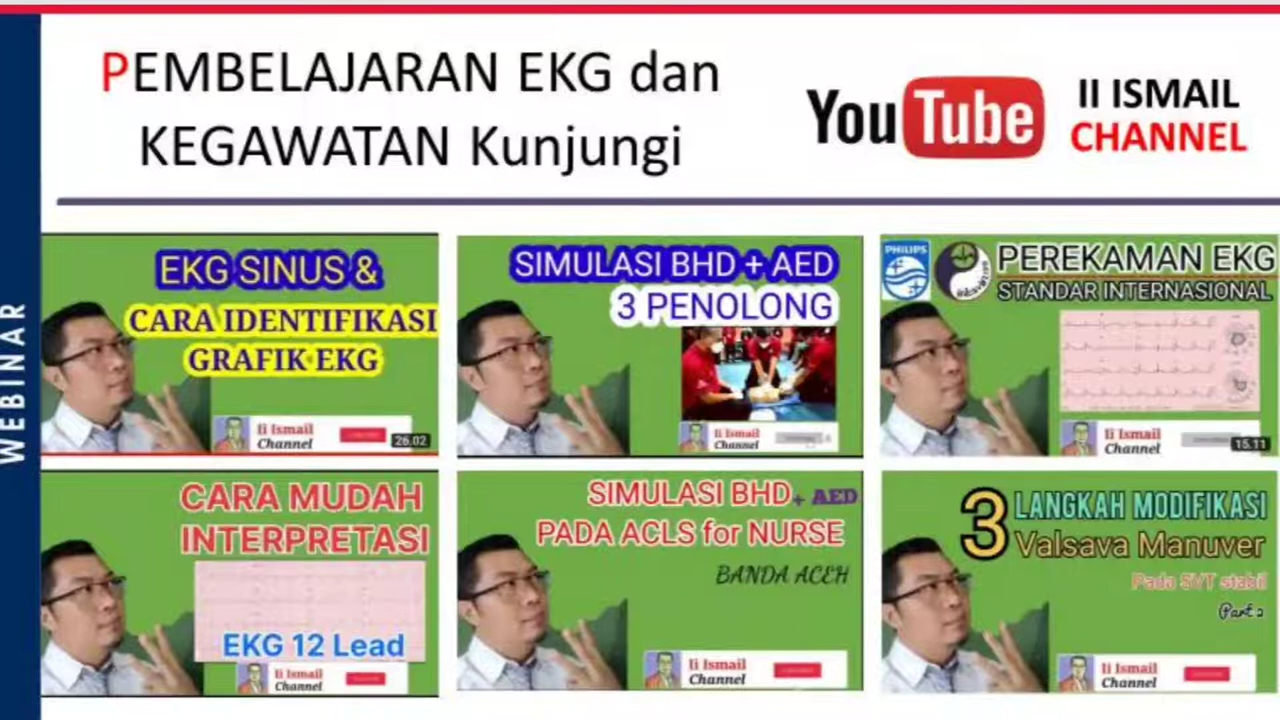 PEMBELAJARAN EKG dan
KEGAWATAN Kunjungi
YouTube
II ISMAIL
CHANNEL
WEBINAR
EKG SINUS &
CARA IDENTIFIKASI
GRAFIK EKG
Ii Ismail
Channel
26.02
SIMULASI BHD + AED
3 PENOLONG
Ii Ismail
Channel
PHILIPS
PEREKAMAN EKG
STANDAR INTERNASIONAL
Ii Ismail
Channel
15.11
CARA MUDAH
INTERPRETASI
EKG 12 Lead
Ii Ismail
Channel
SIMULASI BHD + AED
PADA ACLS for NURSE
BANDA ACEH
Ii Ismail
Channel
3 LANGKAH MODIFIKASI
Valsava Manuver
Pada SVT stabil
Part 2
Ii Ismail
Channel